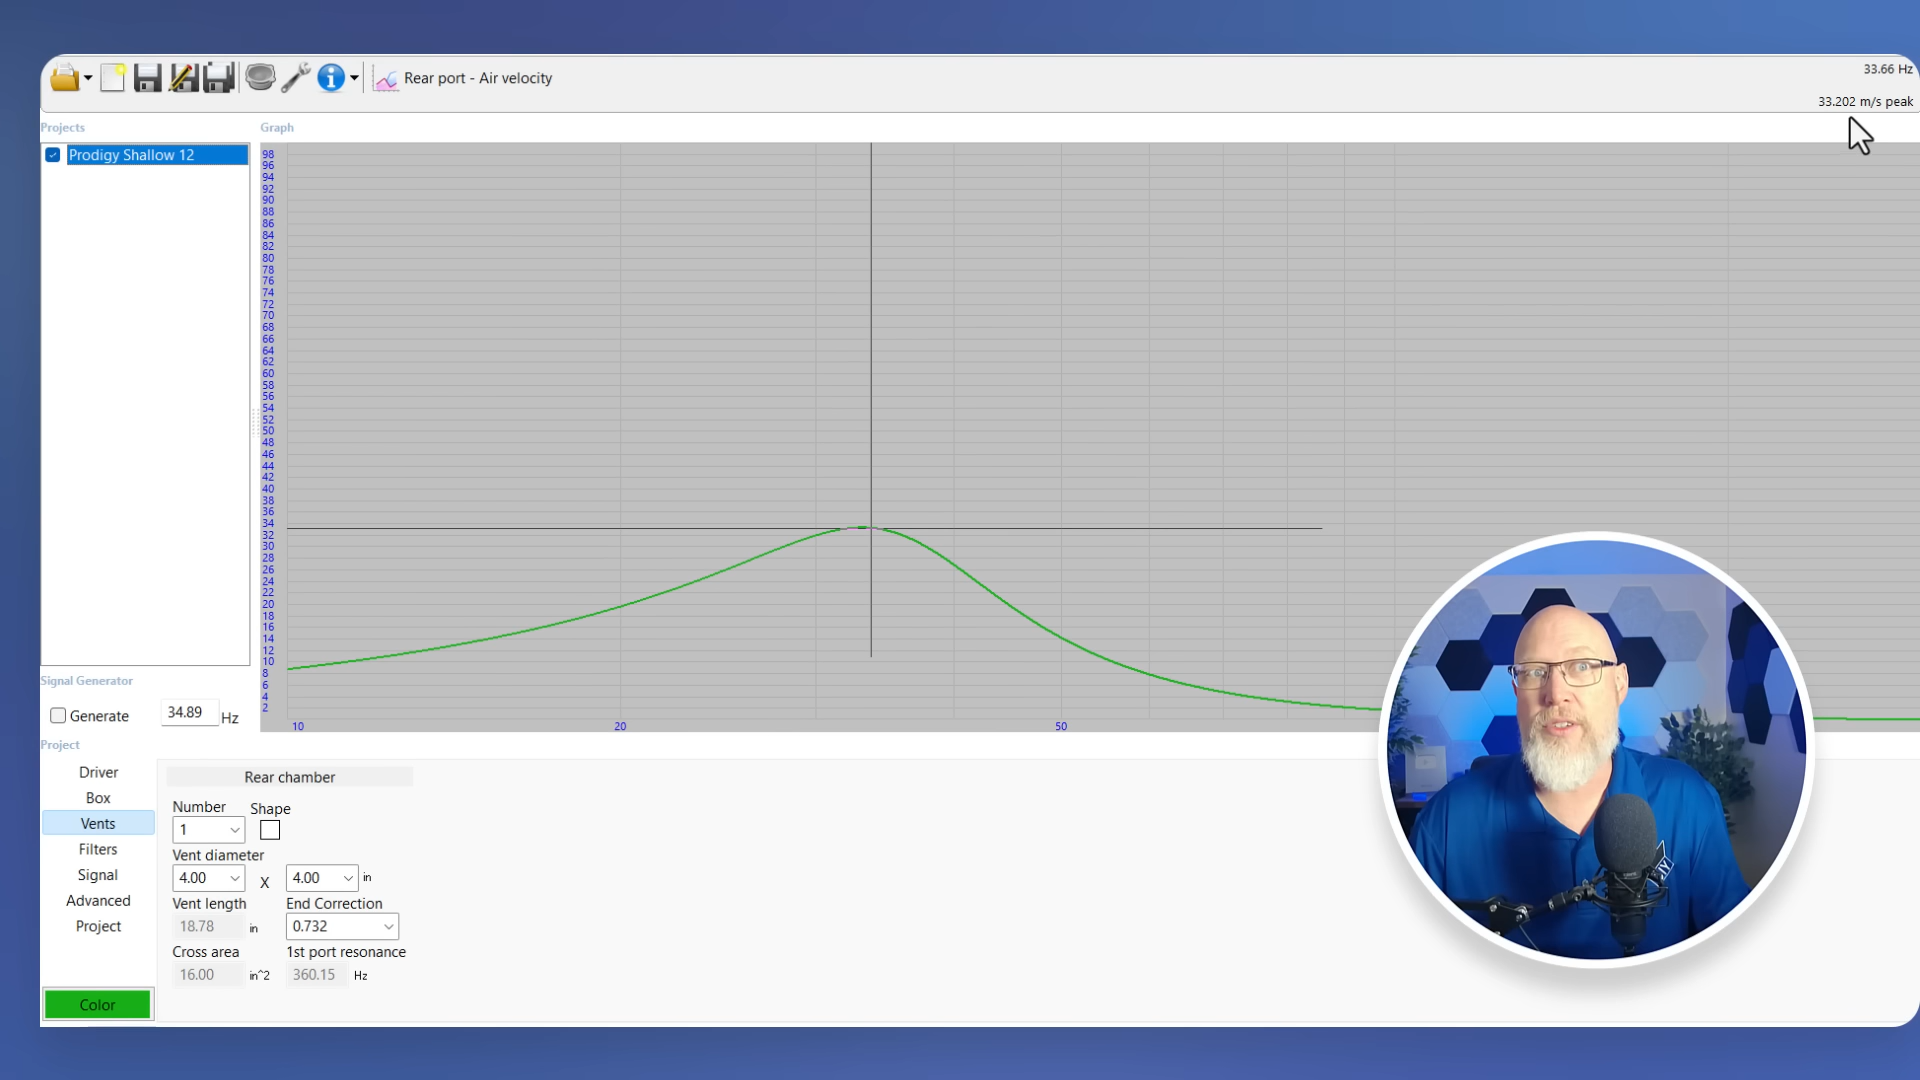 Rear port - Air velocity
33.66 Hz
33.202 m/s peak
Projects
Graph
Prodigy Shallow 12
98
96
94
92
90
88
86
84
82
80
78
76
74
72
70
68
66
64
62
60
58
56
54
52
50
48
46
44
42
40
38
36
34
32
30
28
26
24
22
20
18
16
14
12
10
8
6
4
2
10
20
50
Signal Generator
Generate
34.89
Hz
Project
Driver
Box
Vents
Filters
Signal
Advanced
Project
Color
Rear chamber
Number
Shape
1
Vent diameter
4.00 X 4.00 in
Vent length
End Correction
18.78 in
0.732
Cross area
1st port resonance
16.00 in^2
360.15 Hz